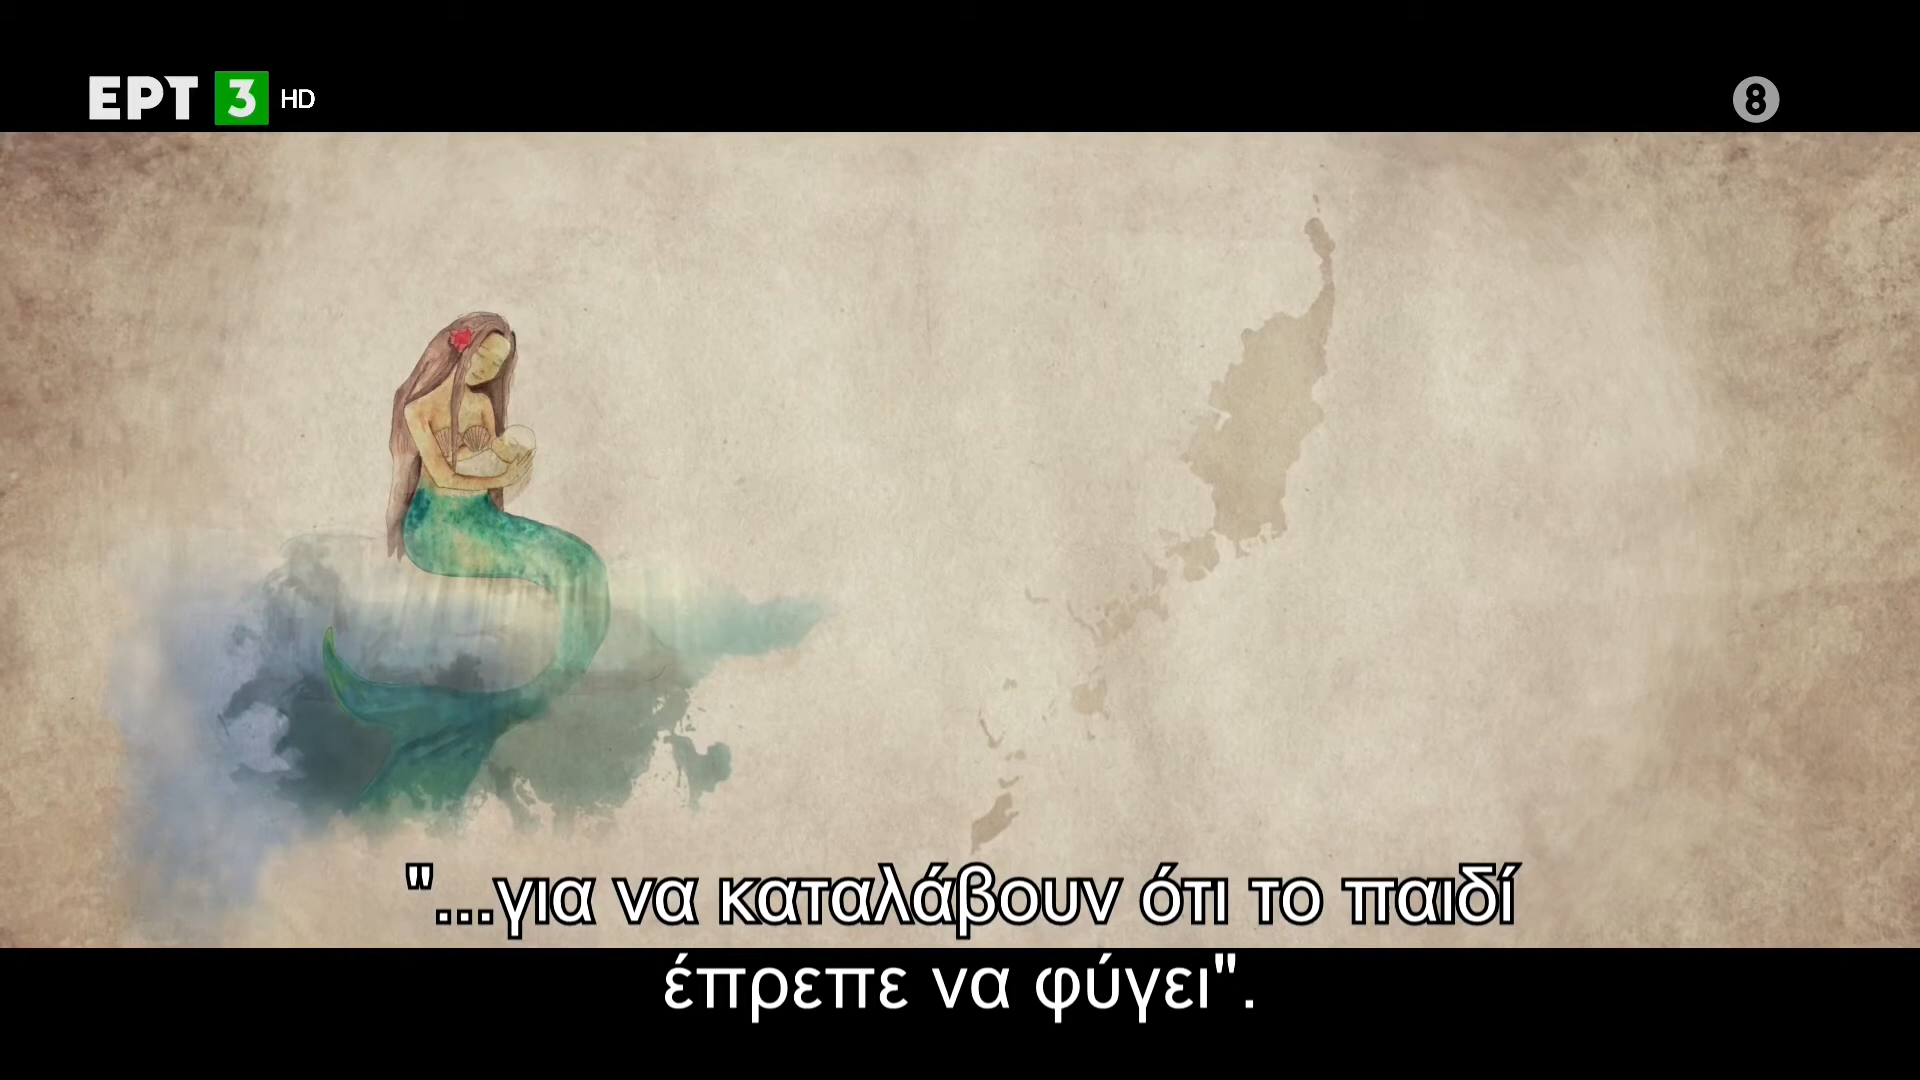 ΕΡΤ 3 HD
8
"...για να καταλάβουν ότι το παιδί
έπρεπε να φύγει".